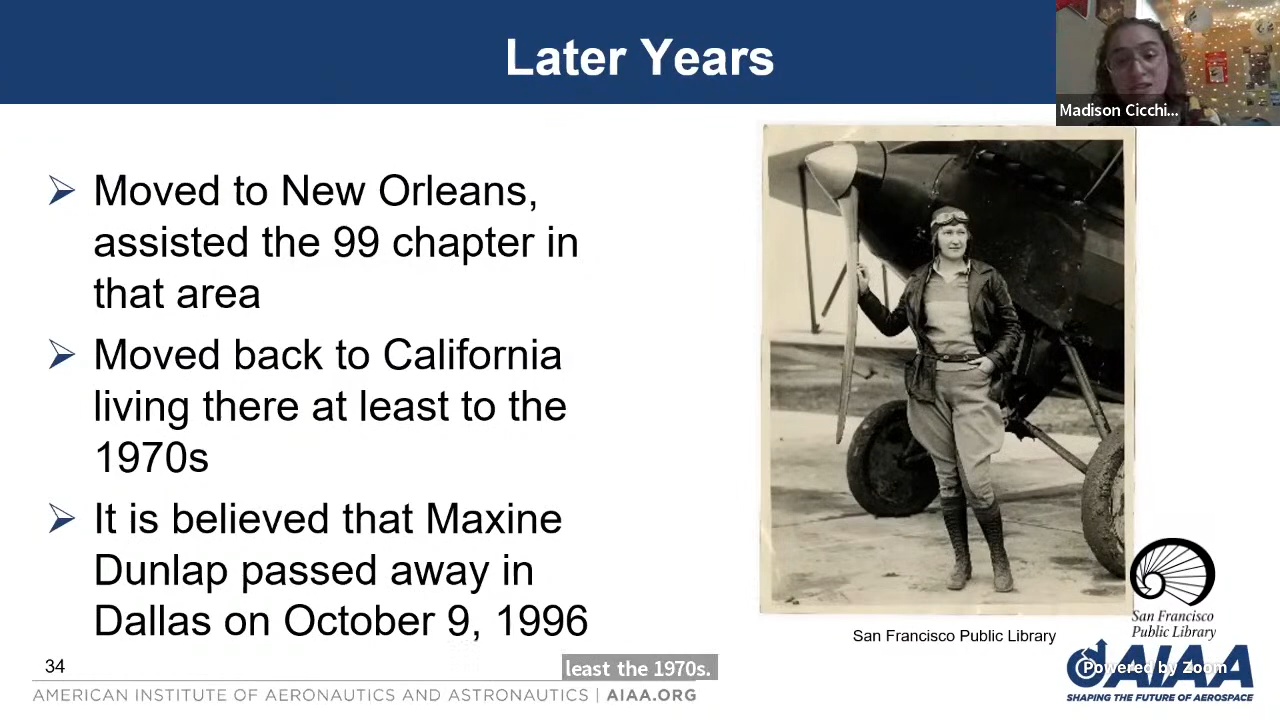 Later Years
Madison Cicchi...
Moved to New Orleans,
assisted the 99 chapter in
that area
Moved back to California
living there at least to the
1970s
It is believed that Maxine
Dunlap passed away in
Dallas on October 9, 1996
San Francisco Public Library
San Francisco
Public Library
34
least the 1970s.
Powered by Zoom
AIAA
SHAPING THE FUTURE OF AEROSPACE
AMERICAN INSTITUTE OF AERONAUTICS AND ASTRONAUTICS | AIAA.ORG